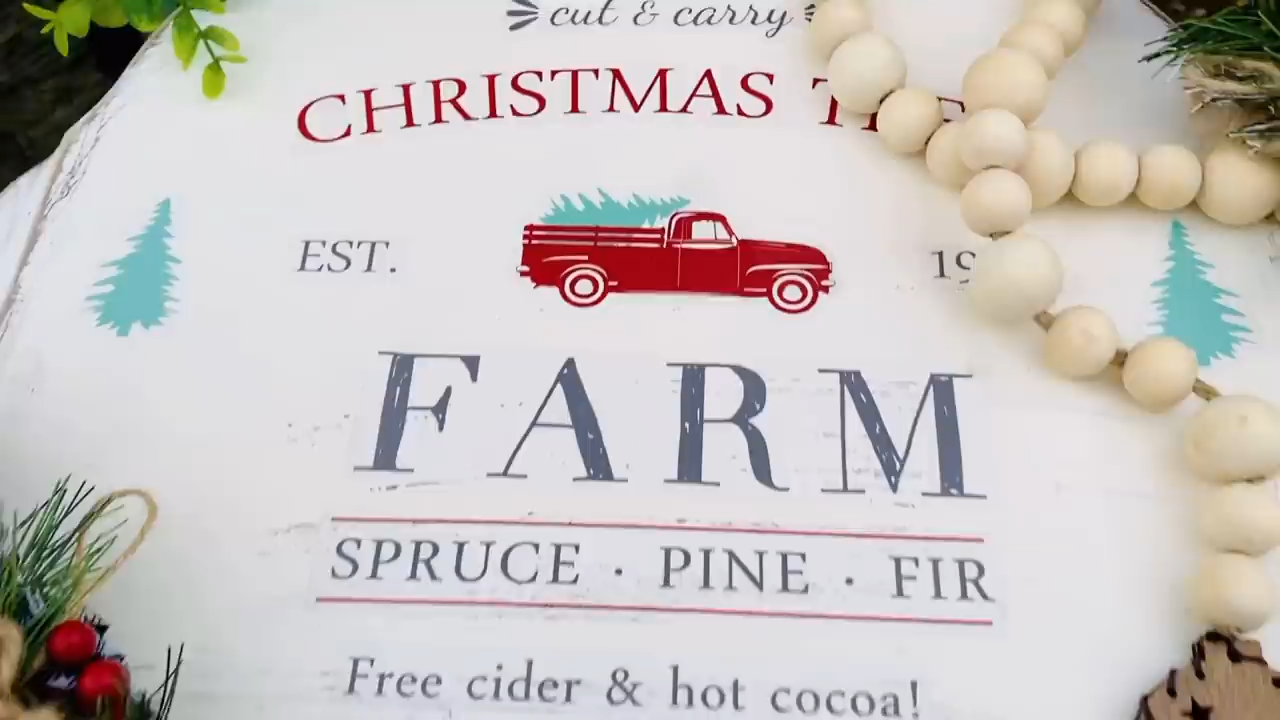 cut & carry
CHRISTMAS
EST.
FARM
SPRUCE · PINE · FIR
Free cider & hot cocoa!